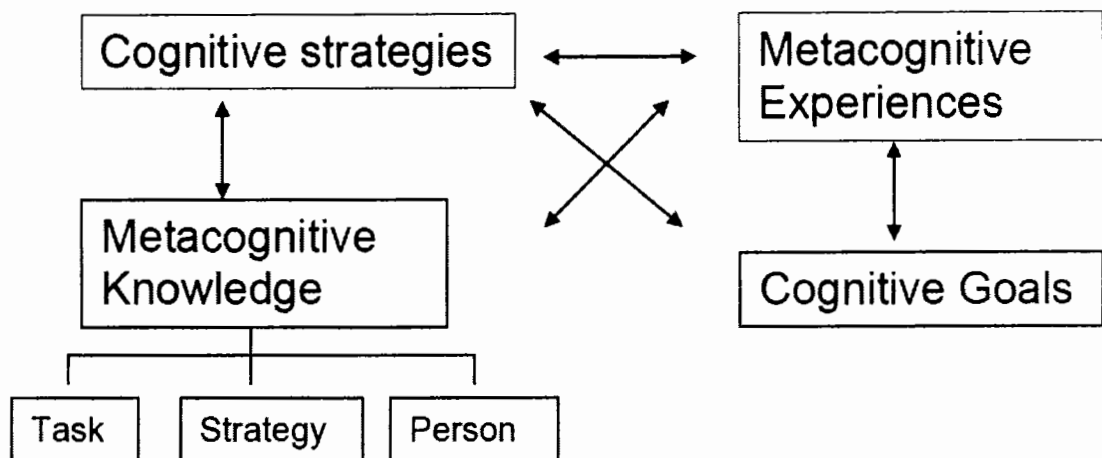 Cognitive strategies
Metacognitive
Experiences
Metacognitive
Knowledge
Cognitive Goals
Task
Strategy
Person